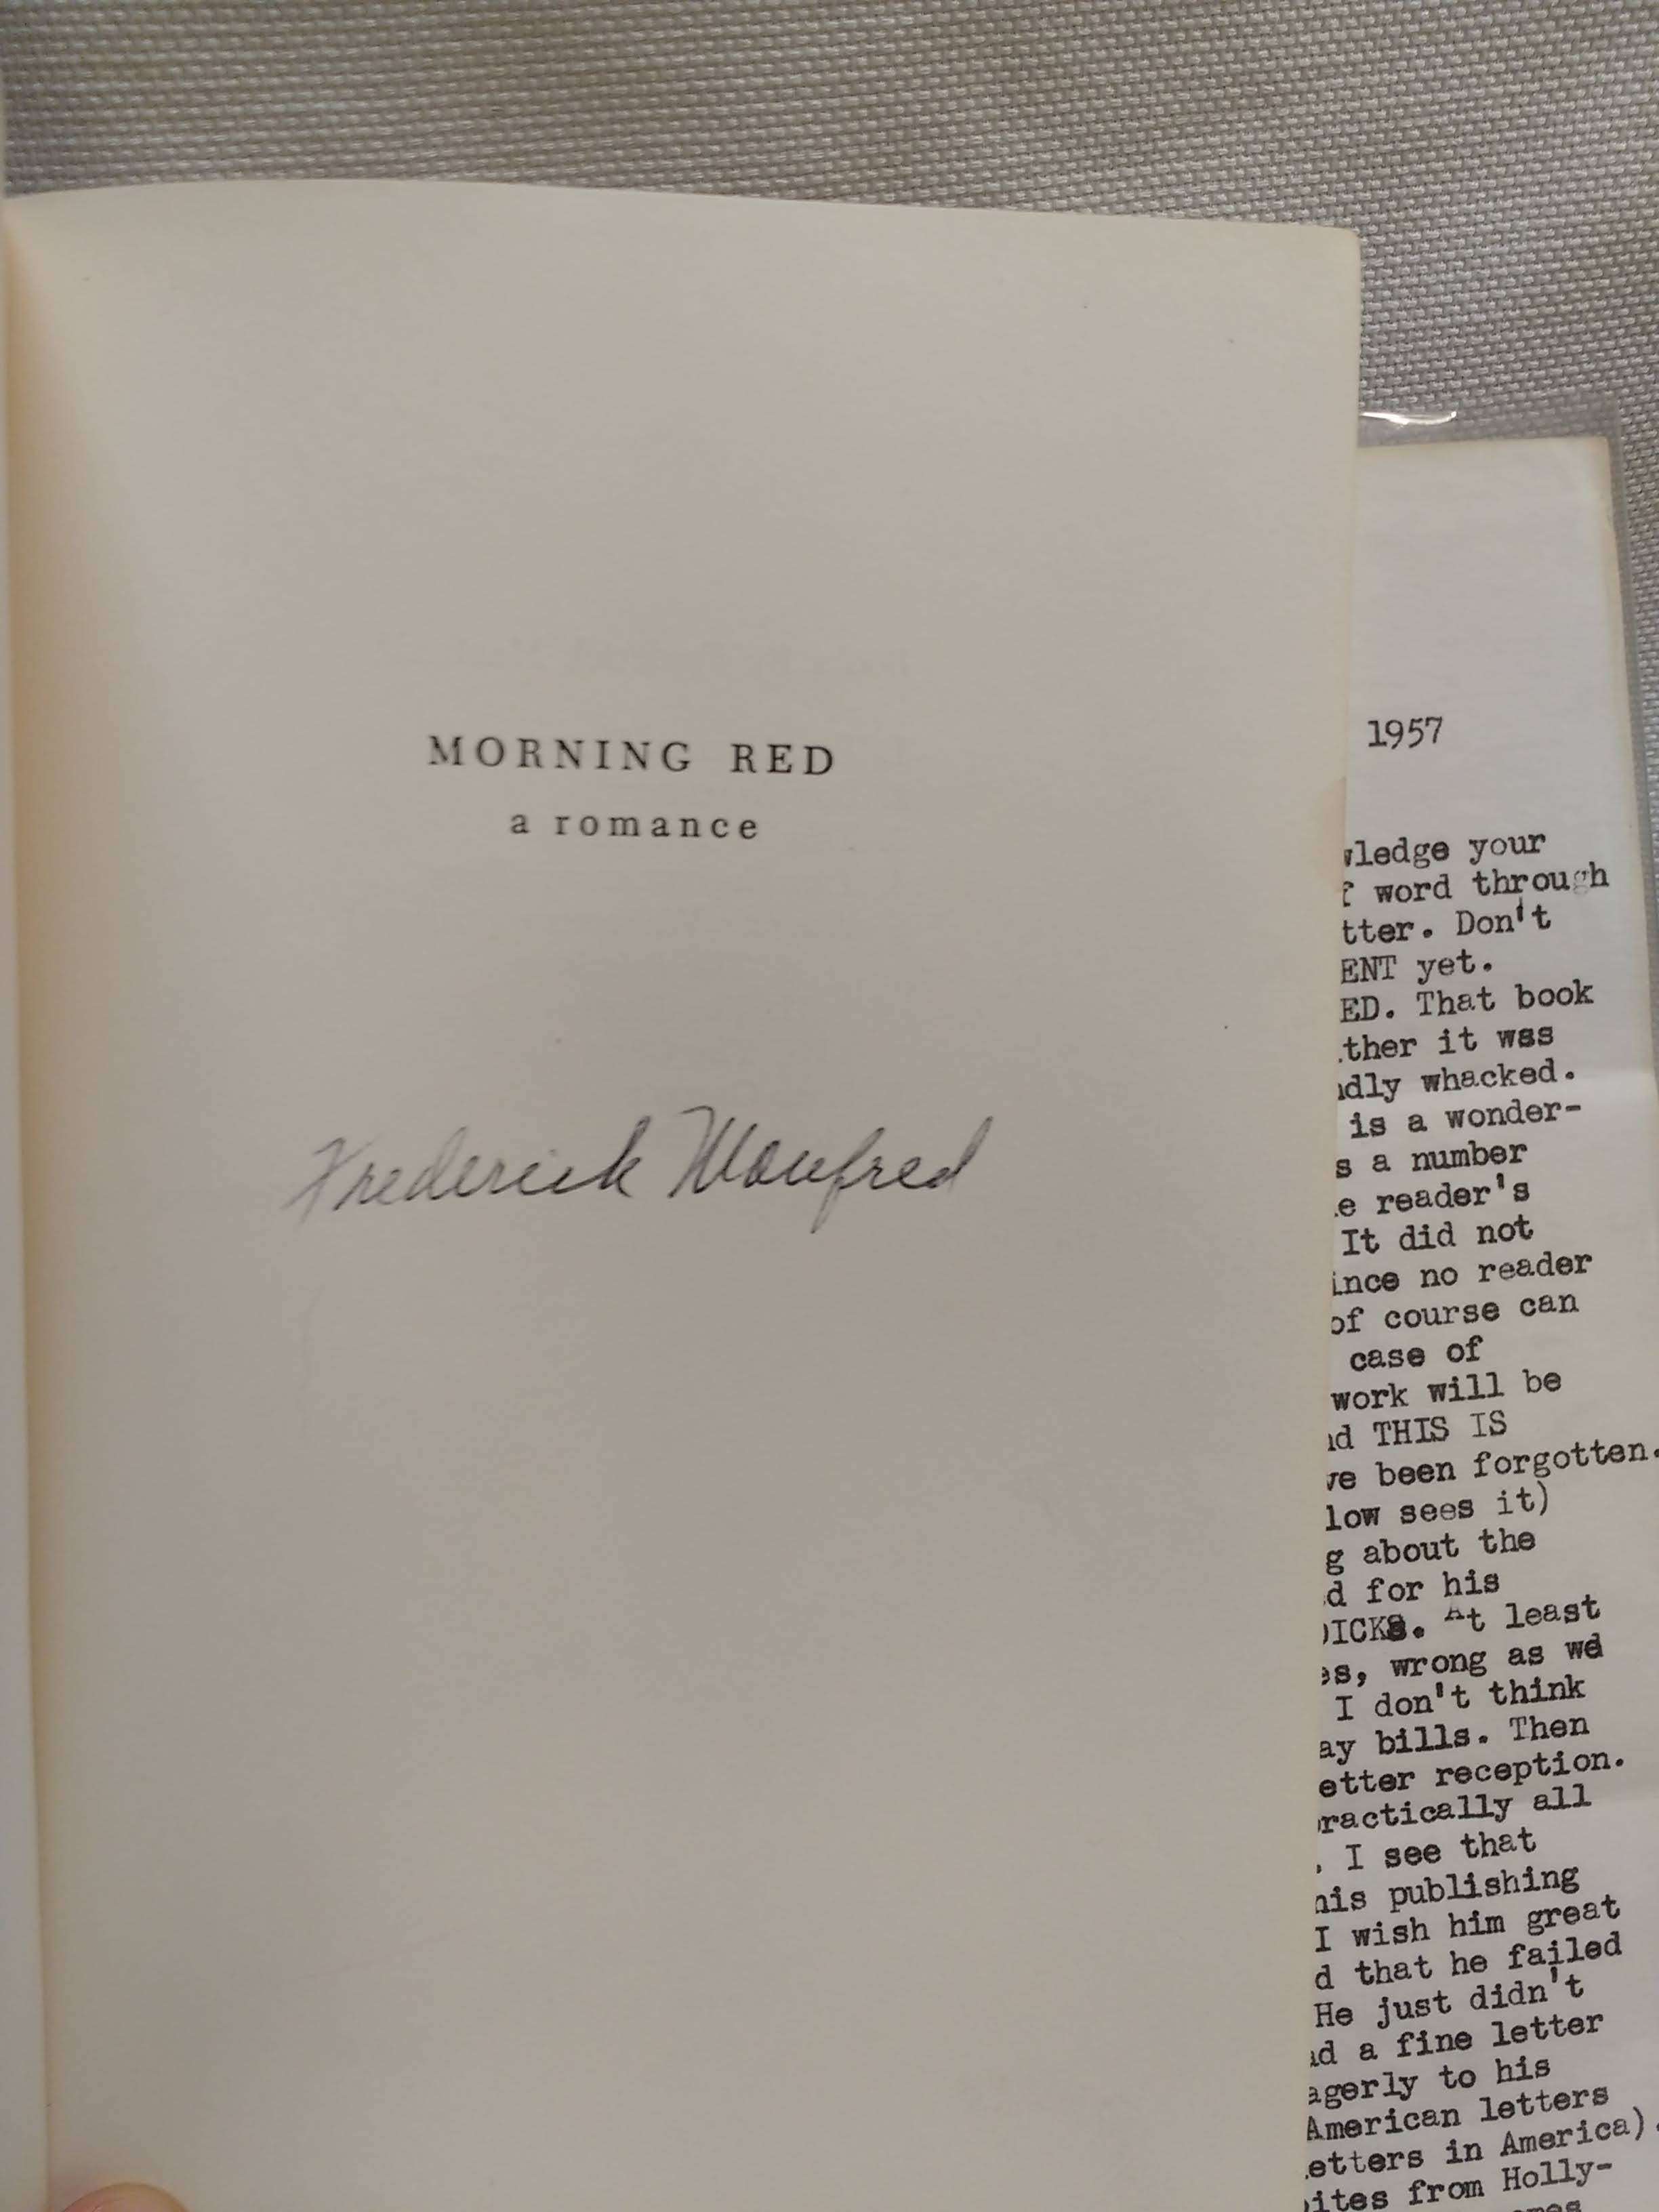 MORNING RED
a romance
Frederick Manfred
1957
wledge your
f word through
tter. Don't
ENT yet.
ED. That book
ther it was
dly whacked.
is a wonder-
s a number
e reader's
It did not
ince no reader
of course can
case of
work will be
d THIS IS
ve been forgotten.
low sees it)
g about the
d for his
DICKS. At least
es, wrong as we
I don't think
ay bills. Then
etter reception.
ractically all
, I see that
his publishing
I wish him great
d that he failed
He just didn't
d a fine letter
agerly to his
American letters
etters in America).
ites from Holly-